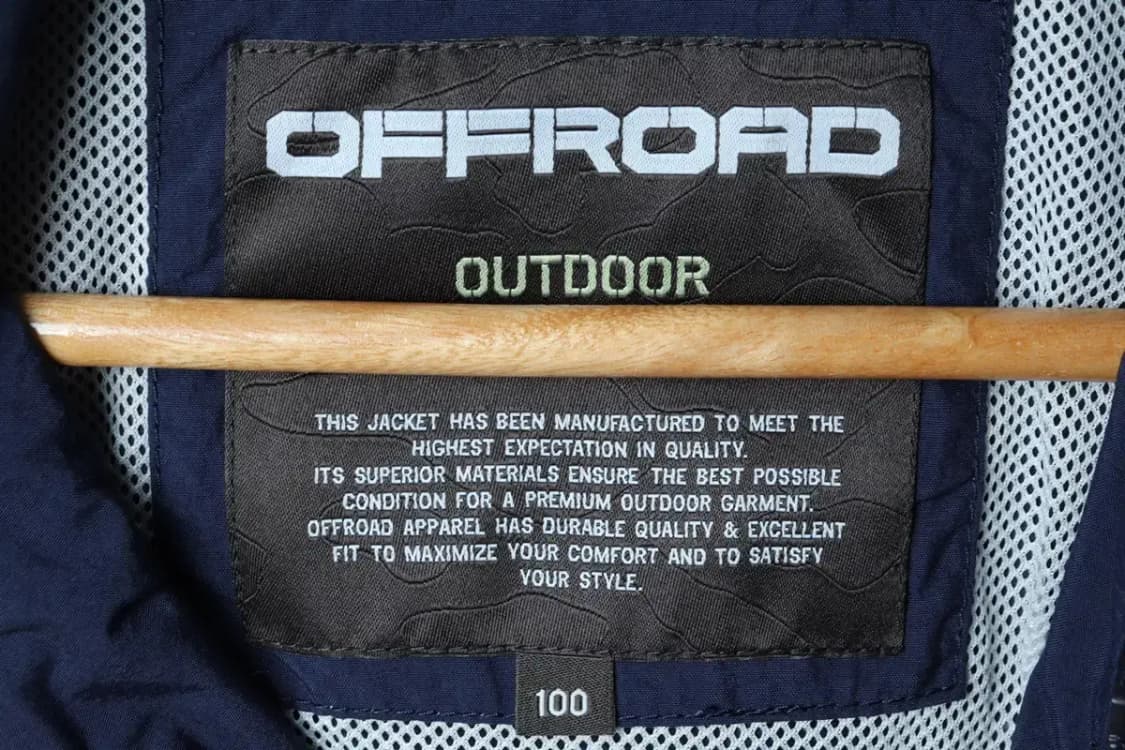 OFFROAD
OUTDOOR
THIS JACKET HAS BEEN MANUFACTURED TO MEET THE
HIGHEST EXPECTATION IN QUALITY.
ITS SUPERIOR MATERIALS ENSURE THE BEST POSSIBLE
CONDITION FOR A PREMIUM OUTDOOR GARMENT.
OFFROAD APPAREL HAS DURABLE QUALITY & EXCELLENT
FIT TO MAXIMIZE YOUR COMFORT AND TO SATISFY
YOUR STYLE.
100